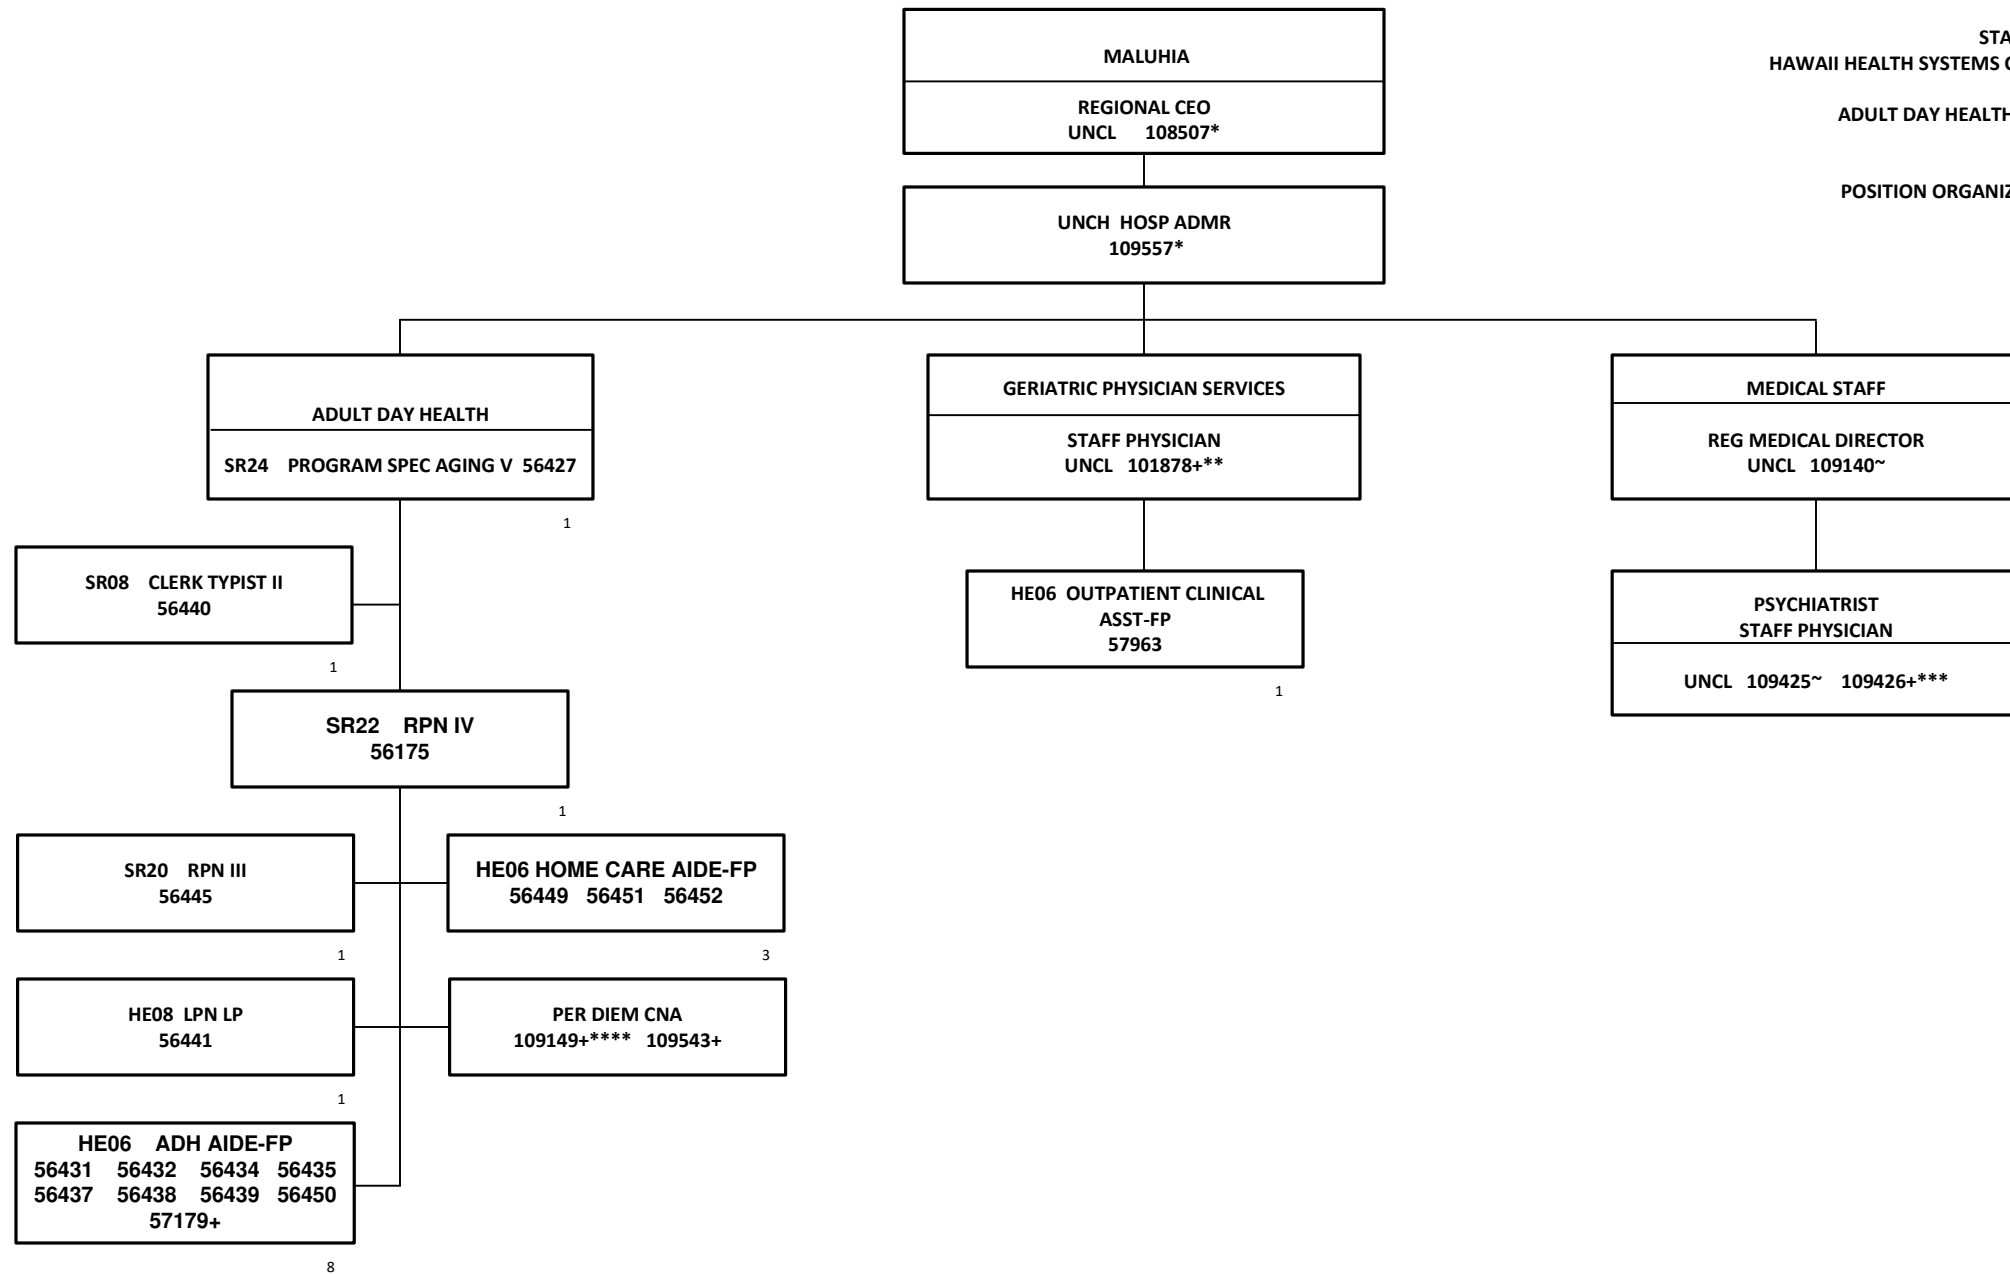 STA
HAWAII HEALTH SYSTEMS C
ADULT DAY HEALTH
POSITION ORGANIZ
MALUHIA
REGIONAL CEO
UNCL 108507*
UNCH HOSP ADMR
109557*
ADULT DAY HEALTH
SR24 PROGRAM SPEC AGING V 56427
1
GERIATRIC PHYSICIAN SERVICES
STAFF PHYSICIAN
UNCL 101878+**
MEDICAL STAFF
REG MEDICAL DIRECTOR
UNCL 109140~
SR08 CLERK TYPIST II
56440
1
HE06 OUTPATIENT CLINICAL
ASST-FP
57963
1
PSYCHIATRIST
STAFF PHYSICIAN
UNCL 109425~ 109426+***
SR22 RPN IV
56175
1
SR20 RPN III
56445
1
HE06 HOME CARE AIDE-FP
56449 56451 56452
3
HE08 LPN LP
56441
1
PER DIEM CNA
109149+**** 109543+
HE06 ADH AIDE-FP
56431 56432 56434 56435
56437 56438 56439 56450
57179+
8